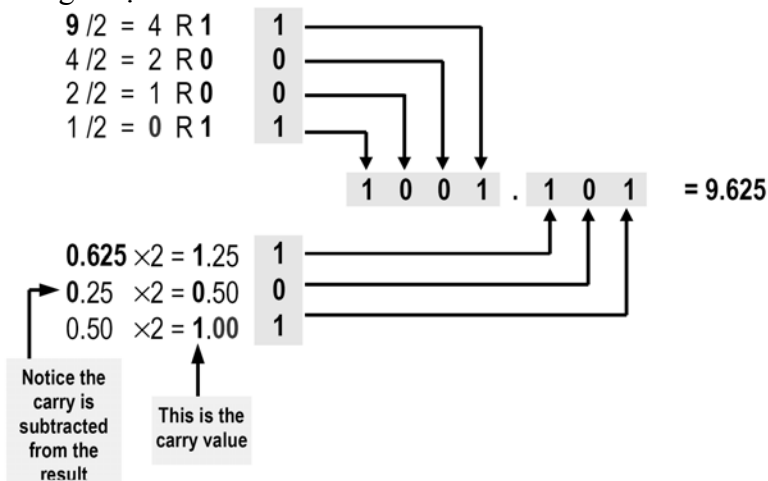 9 /2 = 4 R 1 1
4 /2 = 2 R 0 0
2 /2 = 1 R 0 0
1 /2 = 0 R 1 1
1 0 0 1 . 1 0 1 = 9.625
0.625 ×2 = 1.25 1
0.25 ×2 = 0.50 0
0.50 ×2 = 1.00 1
Notice the
carry is
subtracted
from the
result
This is the
carry value